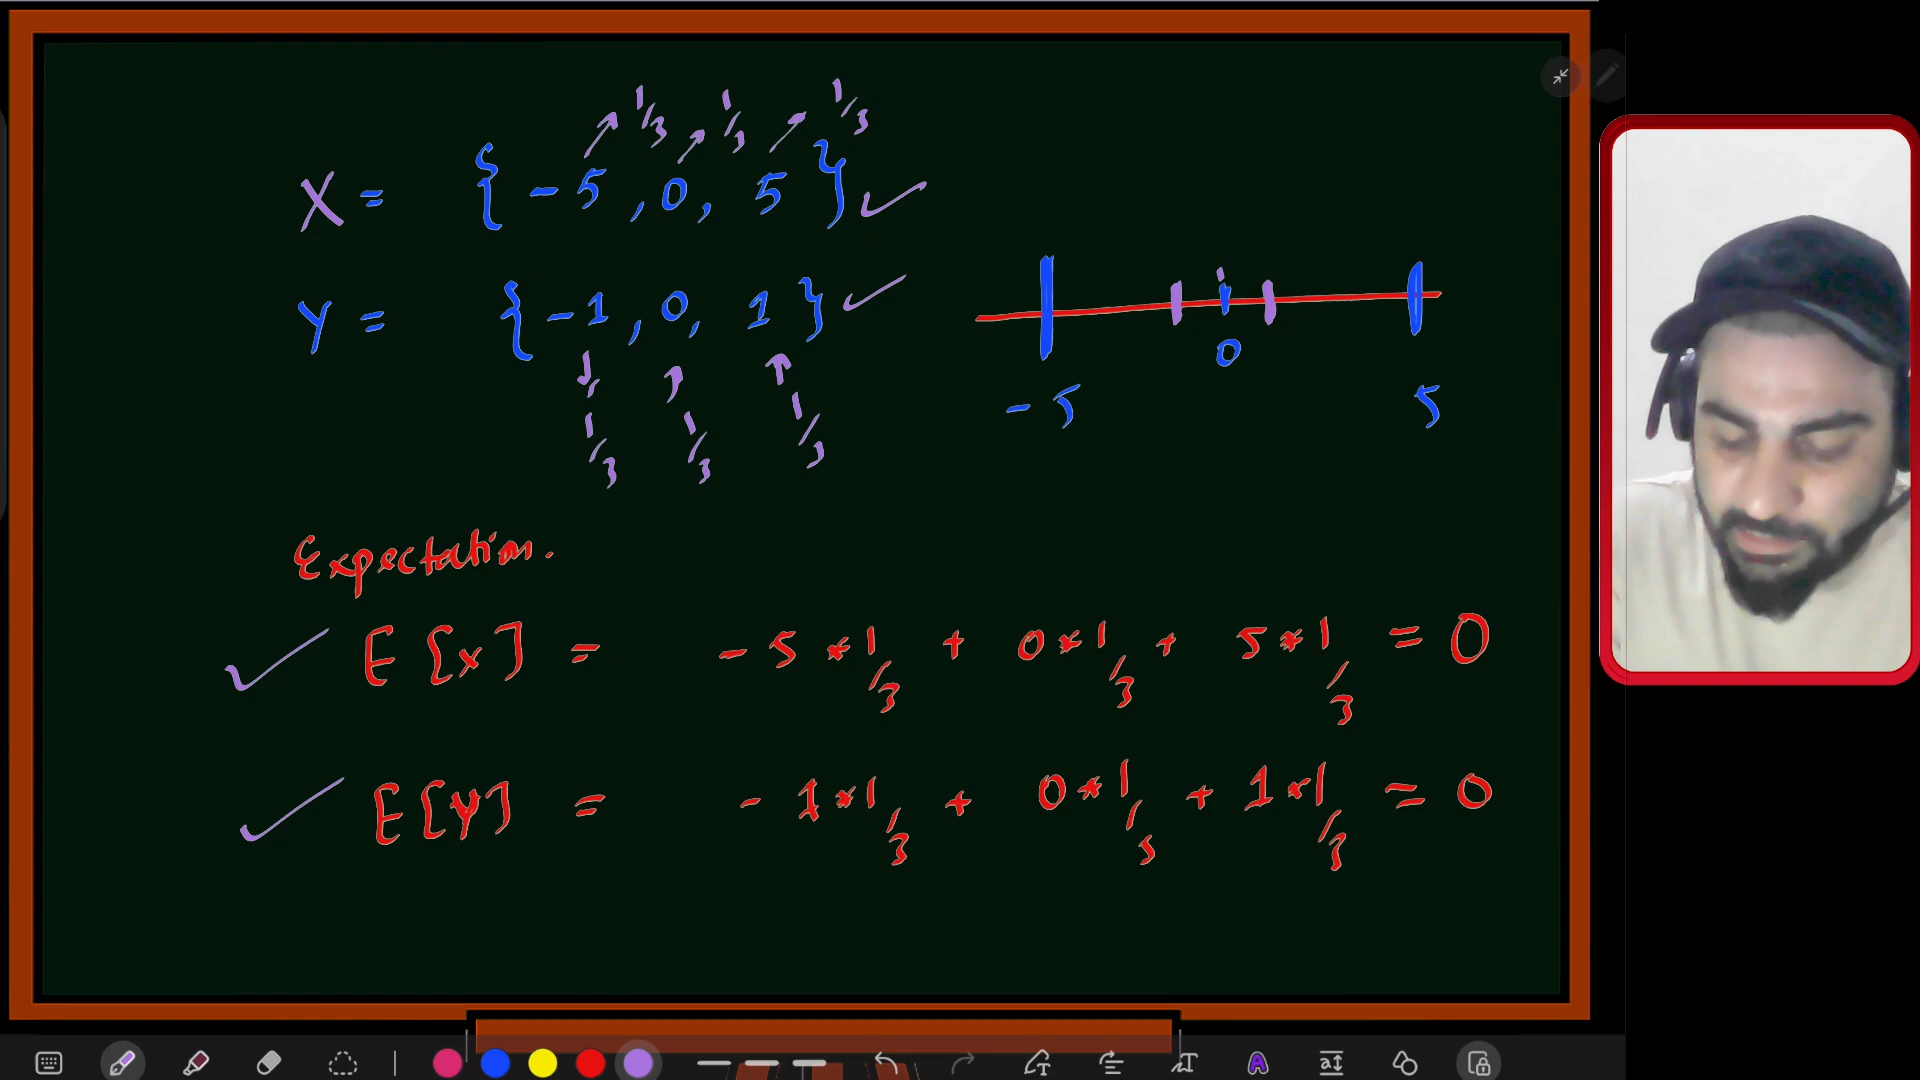 1/3 1/3 1/3
X = { -5 , 0, 5 }
Y = { -1 , 0, 1 }
0
-5 5
1/3 1/3 1/3
Expectation.
E [x] = -5 * 1/3 + 0 * 1/3 + 5 * 1/3 = 0
E [y] = -1 * 1/3 + 0 * 1/3 + 1 * 1/3 = 0